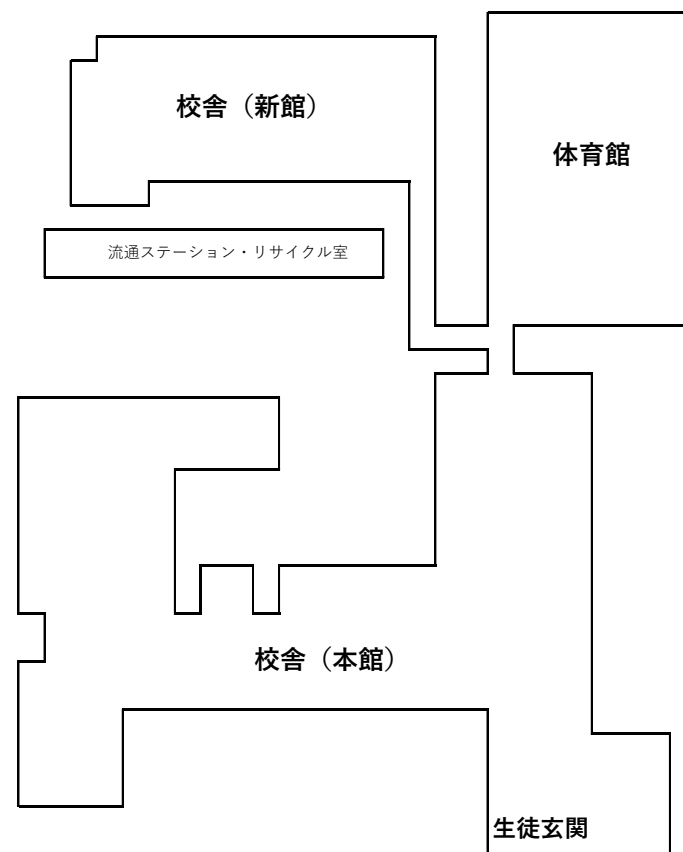 校舎（新館）
体育館
流通ステーション・リサイクル室
校舎（本館）
生徒玄関